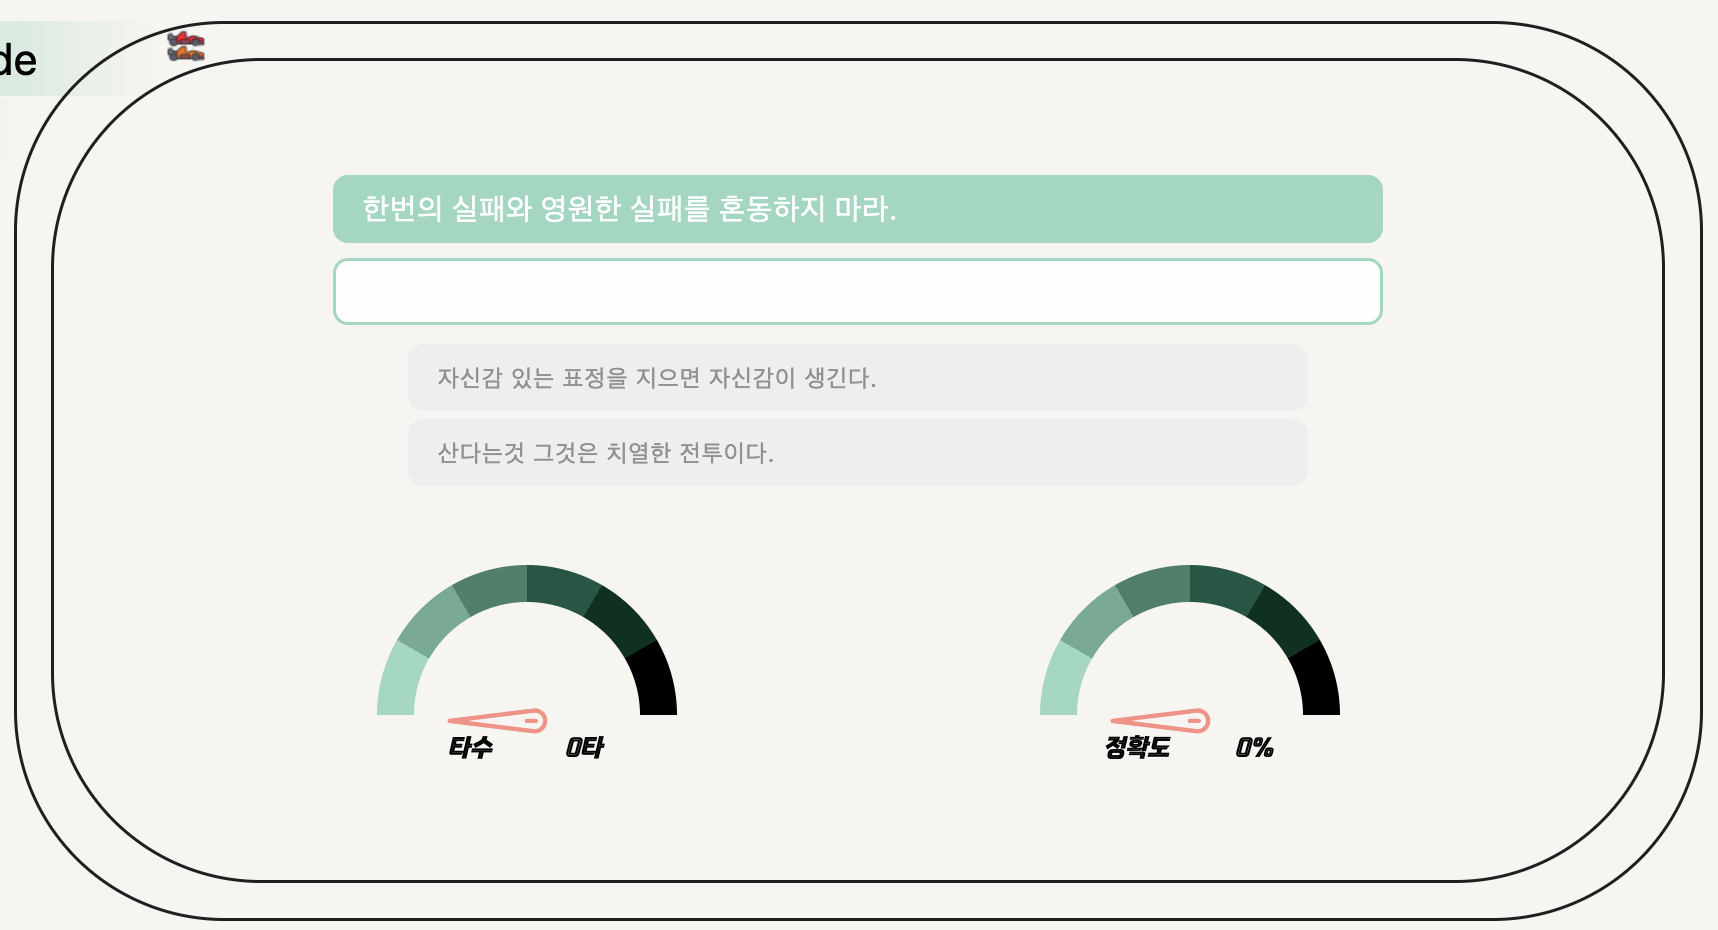 de
한번의 실패와 영원한 실패를 혼동하지 마라.
자신감 있는 표정을 지으면 자신감이 생긴다.
산다는것 그것은 치열한 전투이다.
타수 0타
정확도 0%